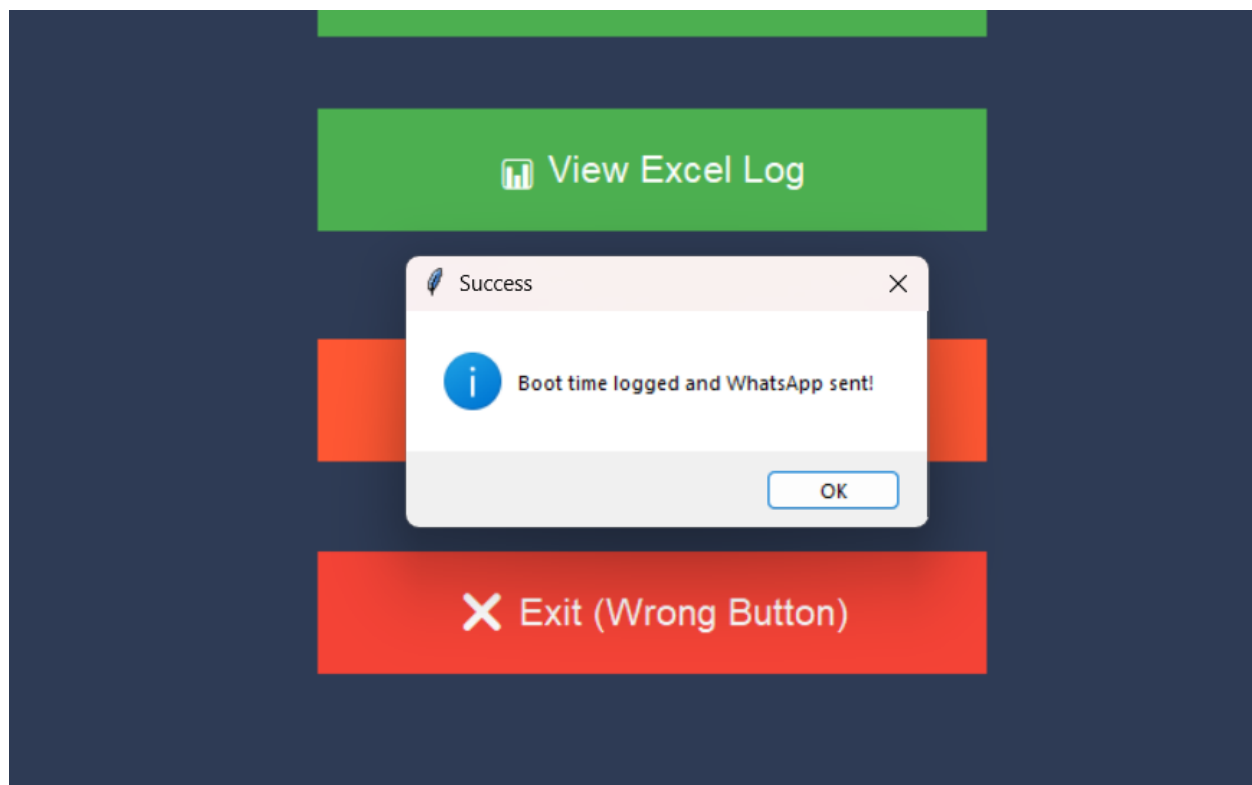 View Excel Log
Success
Boot time logged and WhatsApp sent!
OK
Exit (Wrong Button)